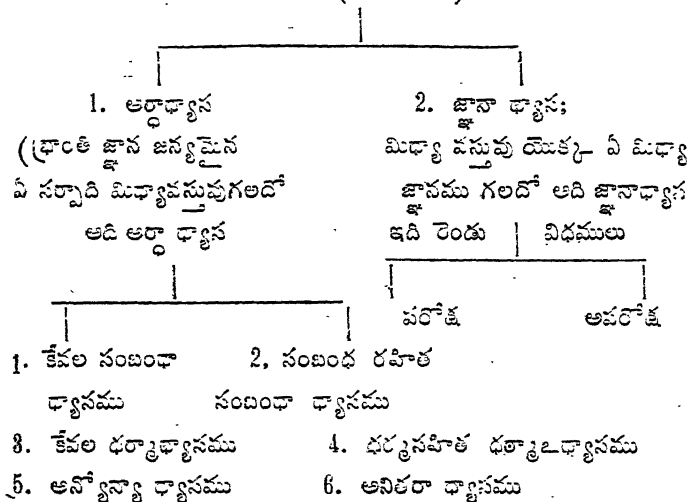 1. అర్ధాధ్యాస 2. జ్ఞానా ధ్యాస;
(భ్రాంతి జ్ఞాన జన్యమైన మిధ్యా వస్తువు యొక్క ఏ మిధ్యా
ఏ సర్పాది మిధ్యావస్తువుగలదో జ్ఞానము గలదో అది జ్ఞానాధ్యాస
అది అర్ధా ధ్యాస ఇది రెండు విధములు
పరోక్ష అపరోక్ష
1. కేవల సంబంధా 2, సంబంధ రహిత
ధ్యాసము సంబంధా ధ్యాసము
3. కేవల ధర్మాధ్యాసము 4. ధర్మసహిత ధర్మాఽధ్యాసము
5. అన్యోన్యా ధ్యాసము 6. అనితరా ధ్యాసము